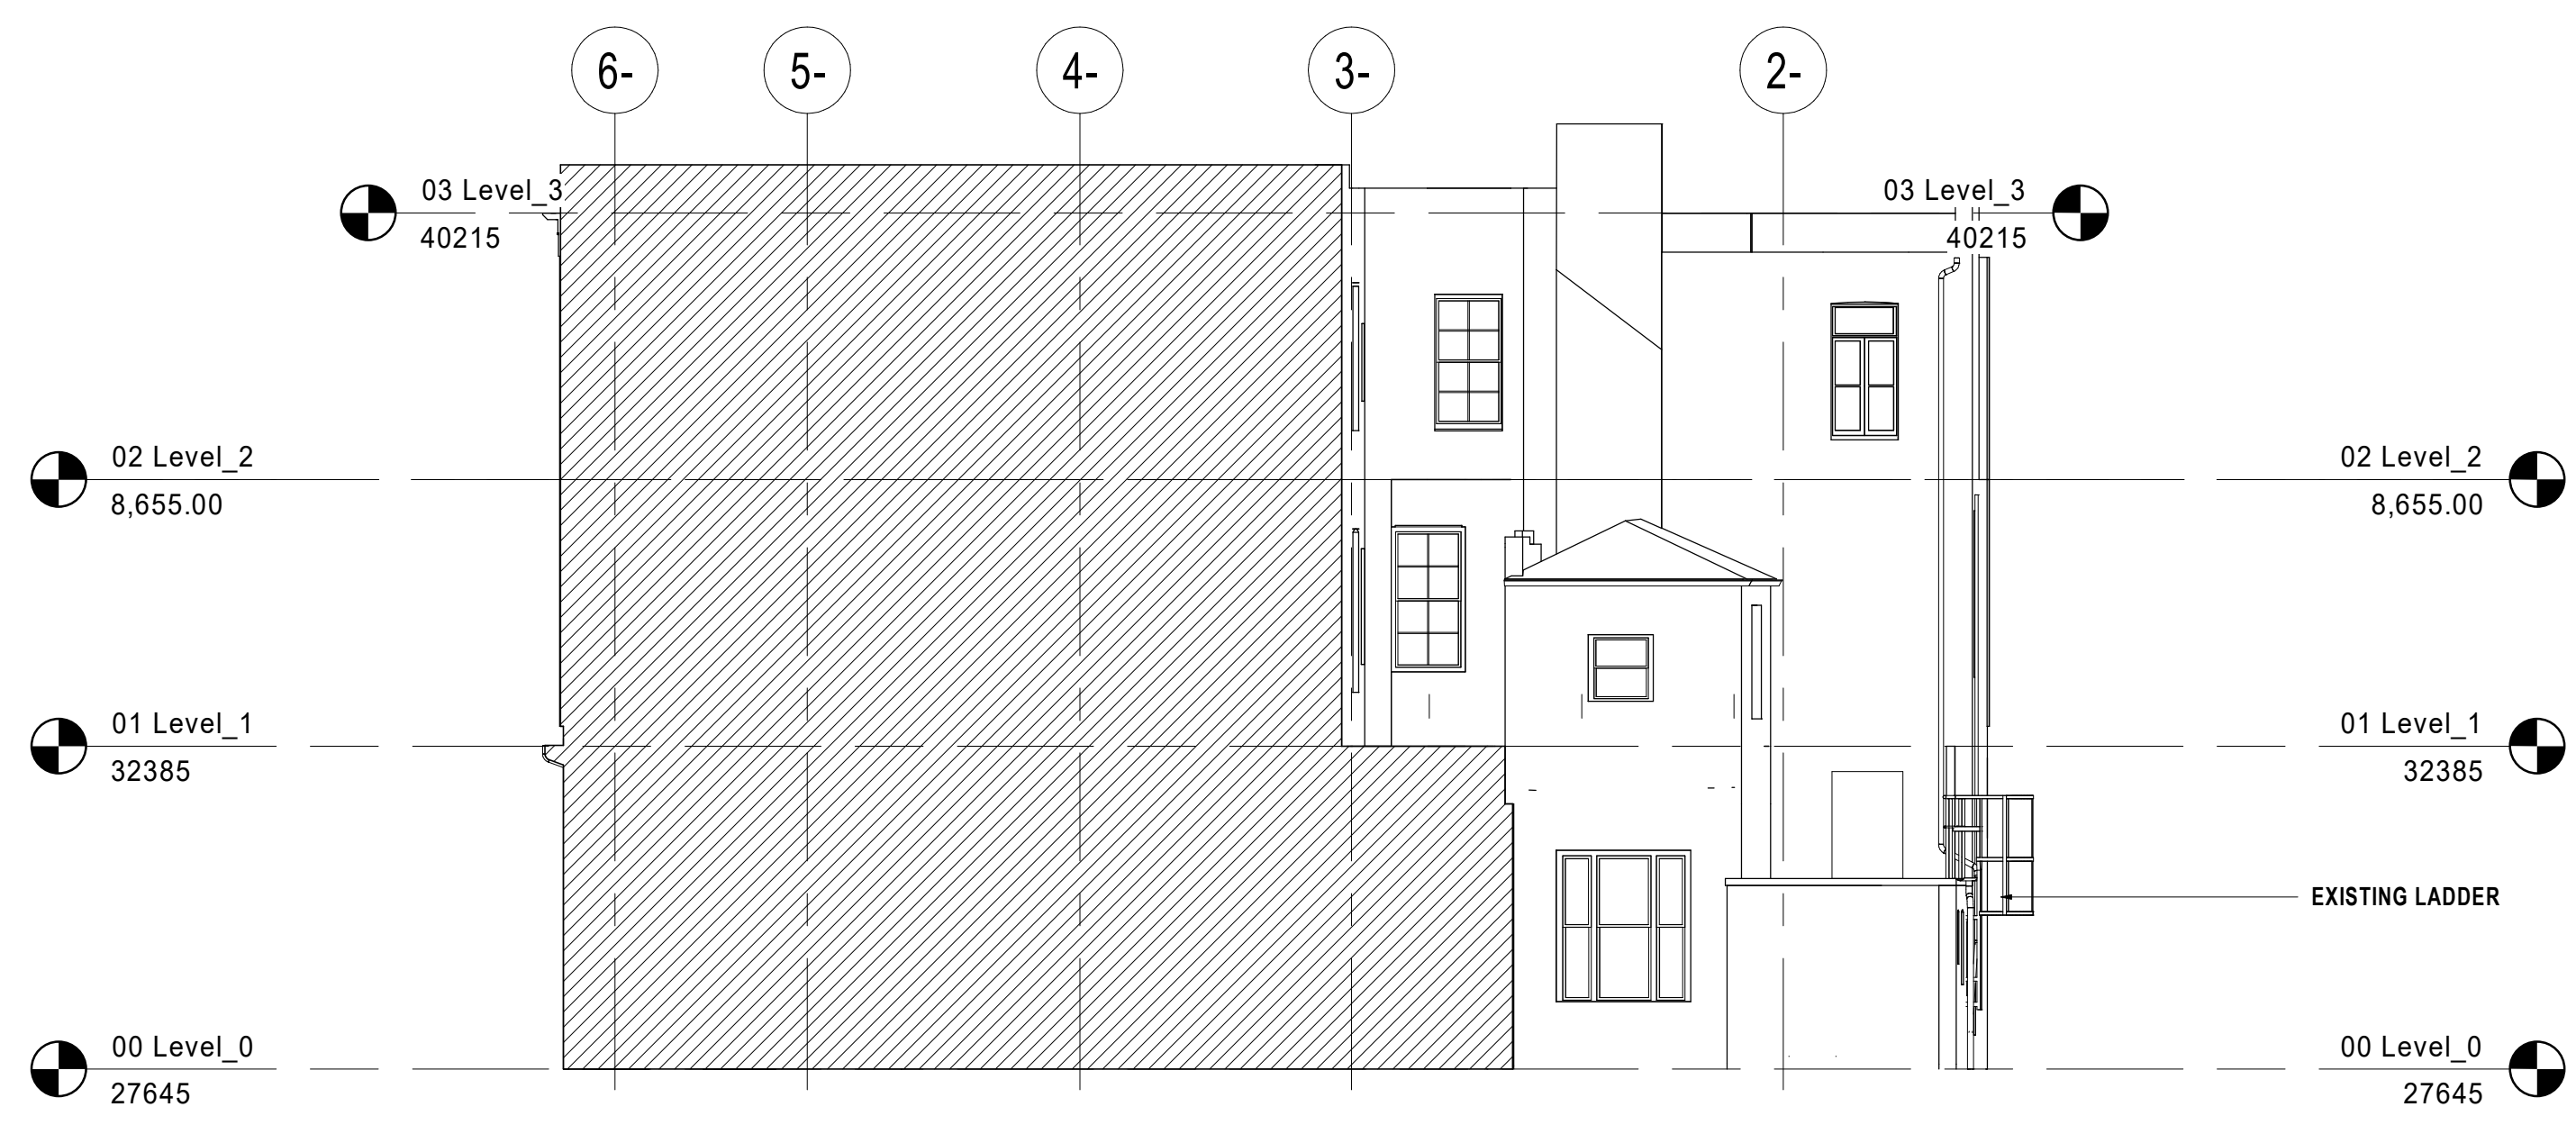 6-
5-
4-
3-
2-
03 Level_3
40215
03 Level_3
40215
02 Level_2
8,655.00
02 Level_2
8,655.00
01 Level_1
32385
01 Level_1
32385
EXISTING LADDER
00 Level_0
27645
00 Level_0
27645